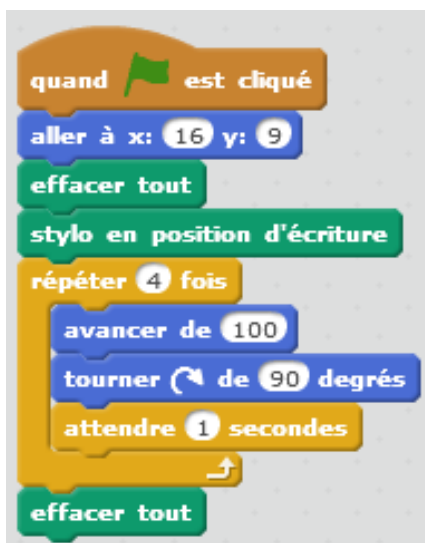 quand est cliqué
aller à x: 16 y: 9
effacer tout
stylo en position d'écriture
répéter 4 fois
avancer de 100
tourner de 90 degrés
attendre 1 secondes
effacer tout